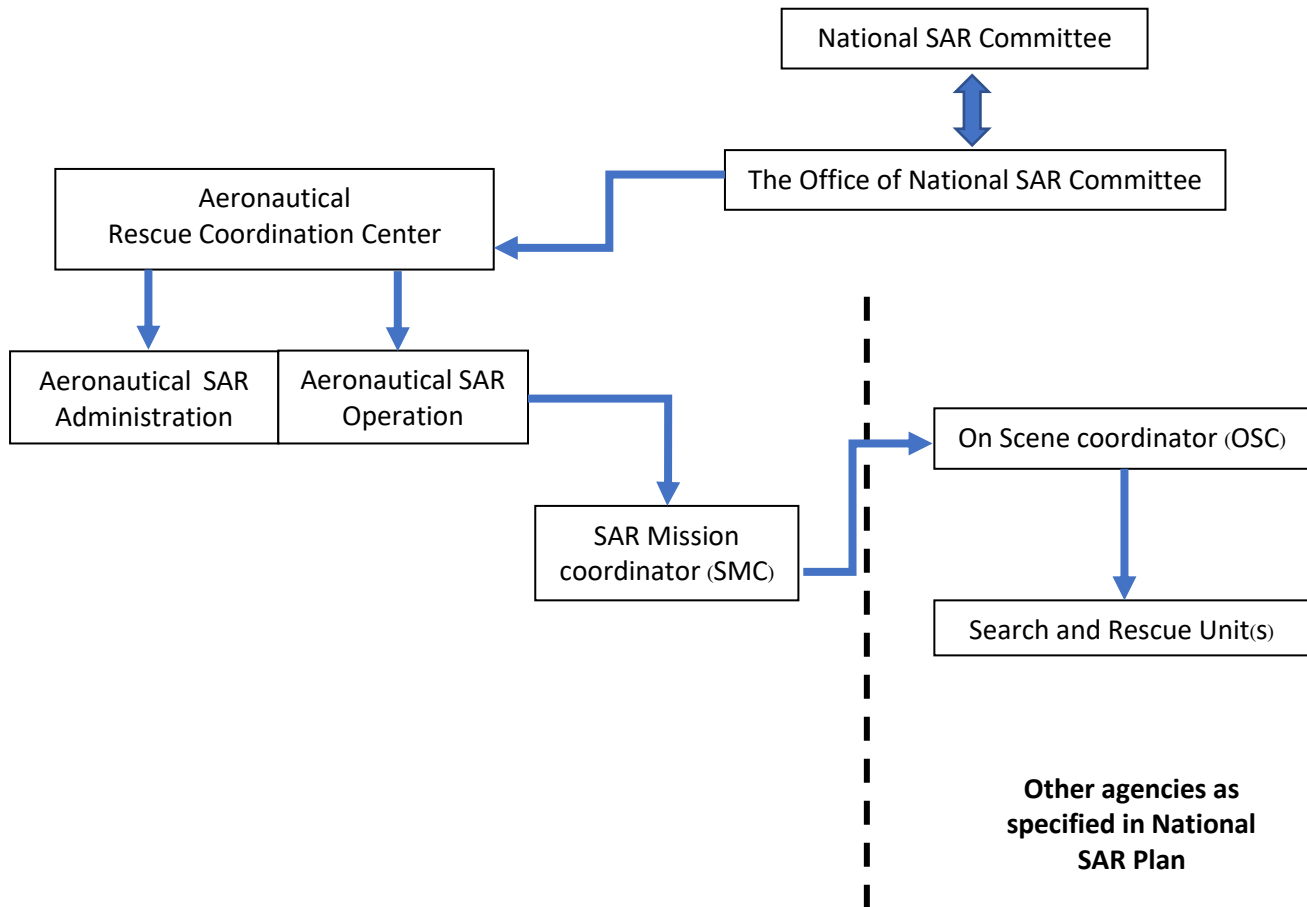 National SAR Committee
The Office of National SAR Committee
Aeronautical
Rescue Coordination Center
Aeronautical SAR
Administration
Aeronautical SAR
Operation
SAR Mission
coordinator (SMC)
On Scene coordinator (OSC)
Search and Rescue Unit(s)
Other agencies as
specified in National
SAR Plan